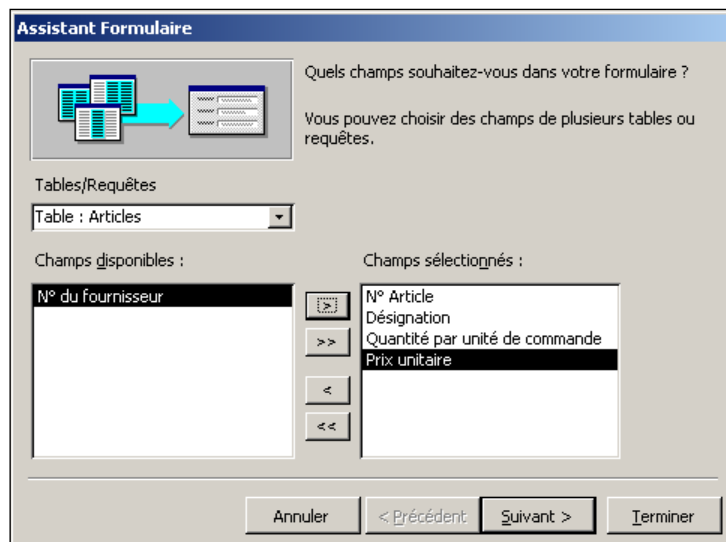 Assistant Formulaire
Quels champs souhaitez-vous dans votre formulaire ?
Vous pouvez choisir des champs de plusieurs tables ou
requêtes.
Tables/Requêtes
Table : Articles
Champs disponibles :
Champs sélectionnés :
N° du fournisseur
>
>>
<
<<
N° Article
Désignation
Quantité par unité de commande
Prix unitaire
Annuler
< Précédent
Suivant >
Terminer